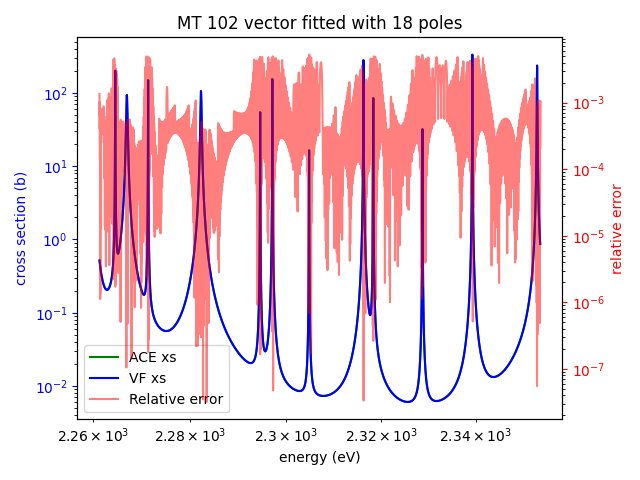 MT 102 vector fitted with 18 poles
10²
10¹
10⁰
10⁻¹
10⁻²
cross section (b)
10⁻³
10⁻⁴
10⁻⁵
10⁻⁶
10⁻⁷
relative error
ACE xs
VF xs
Relative error
2.26 × 10³ 2.28 × 10³ 2.3 × 10³ 2.32 × 10³ 2.34 × 10³
energy (eV)